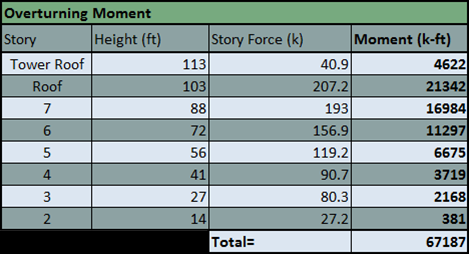 Overturning Moment
Story Height (ft) Story Force (k) Moment (k-ft)
Tower Roof 113 40.9 4622
Roof 103 207.2 21342
7 88 193 16984
6 72 156.9 11297
5 56 119.2 6675
4 41 90.7 3719
3 27 80.3 2168
2 14 27.2 381
Total= 67187